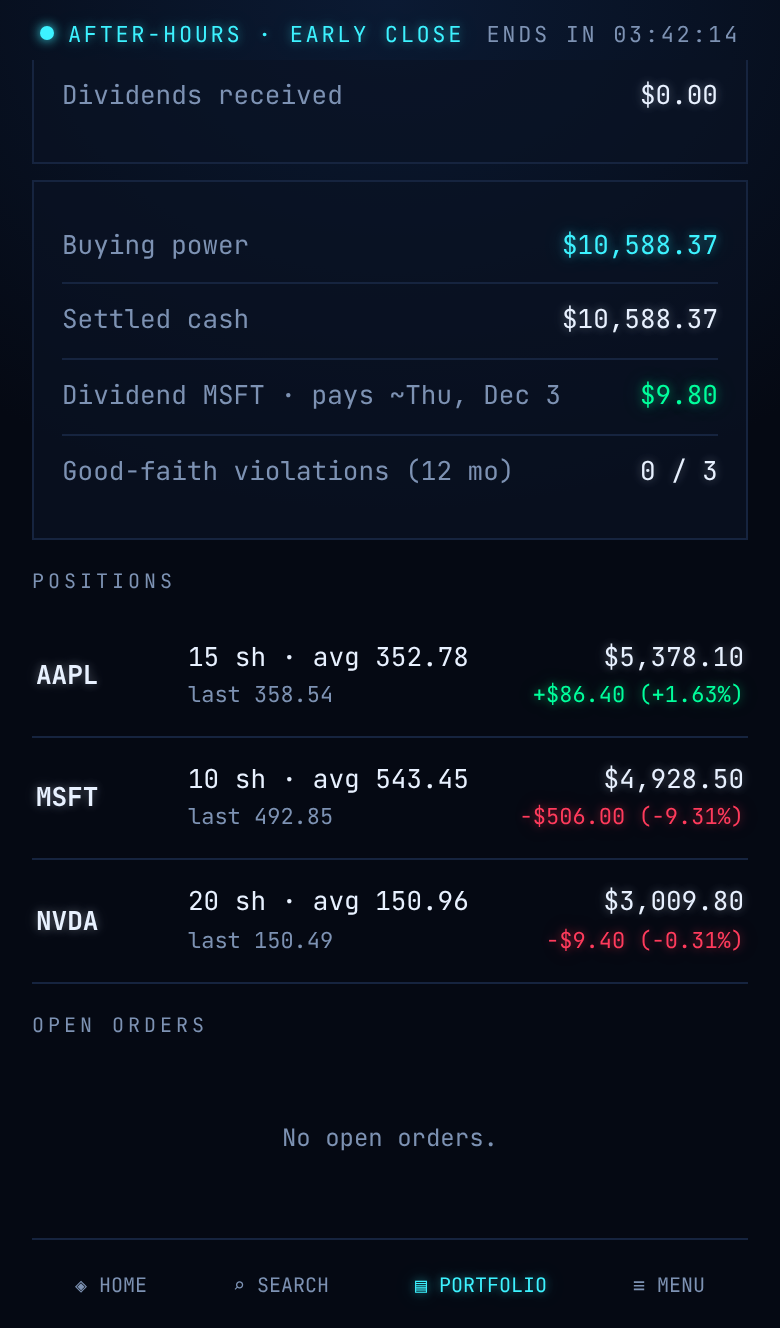 AFTER-HOURS · EARLY CLOSE ENDS IN 03:42:14
Dividends received $0.00
Buying power $10,588.37
Settled cash $10,588.37
Dividend MSFT · pays ~Thu, Dec 3 $9.80
Good-faith violations (12 mo) 0 / 3
POSITIONS
AAPL
15 sh · avg 352.78 $5,378.10
last 358.54 +$86.40 (+1.63%)
MSFT
10 sh · avg 543.45 $4,928.50
last 492.85 -$506.00 (-9.31%)
NVDA
20 sh · avg 150.96 $3,009.80
last 150.49 -$9.40 (-0.31%)
OPEN ORDERS
No open orders.
HOME SEARCH PORTFOLIO MENU